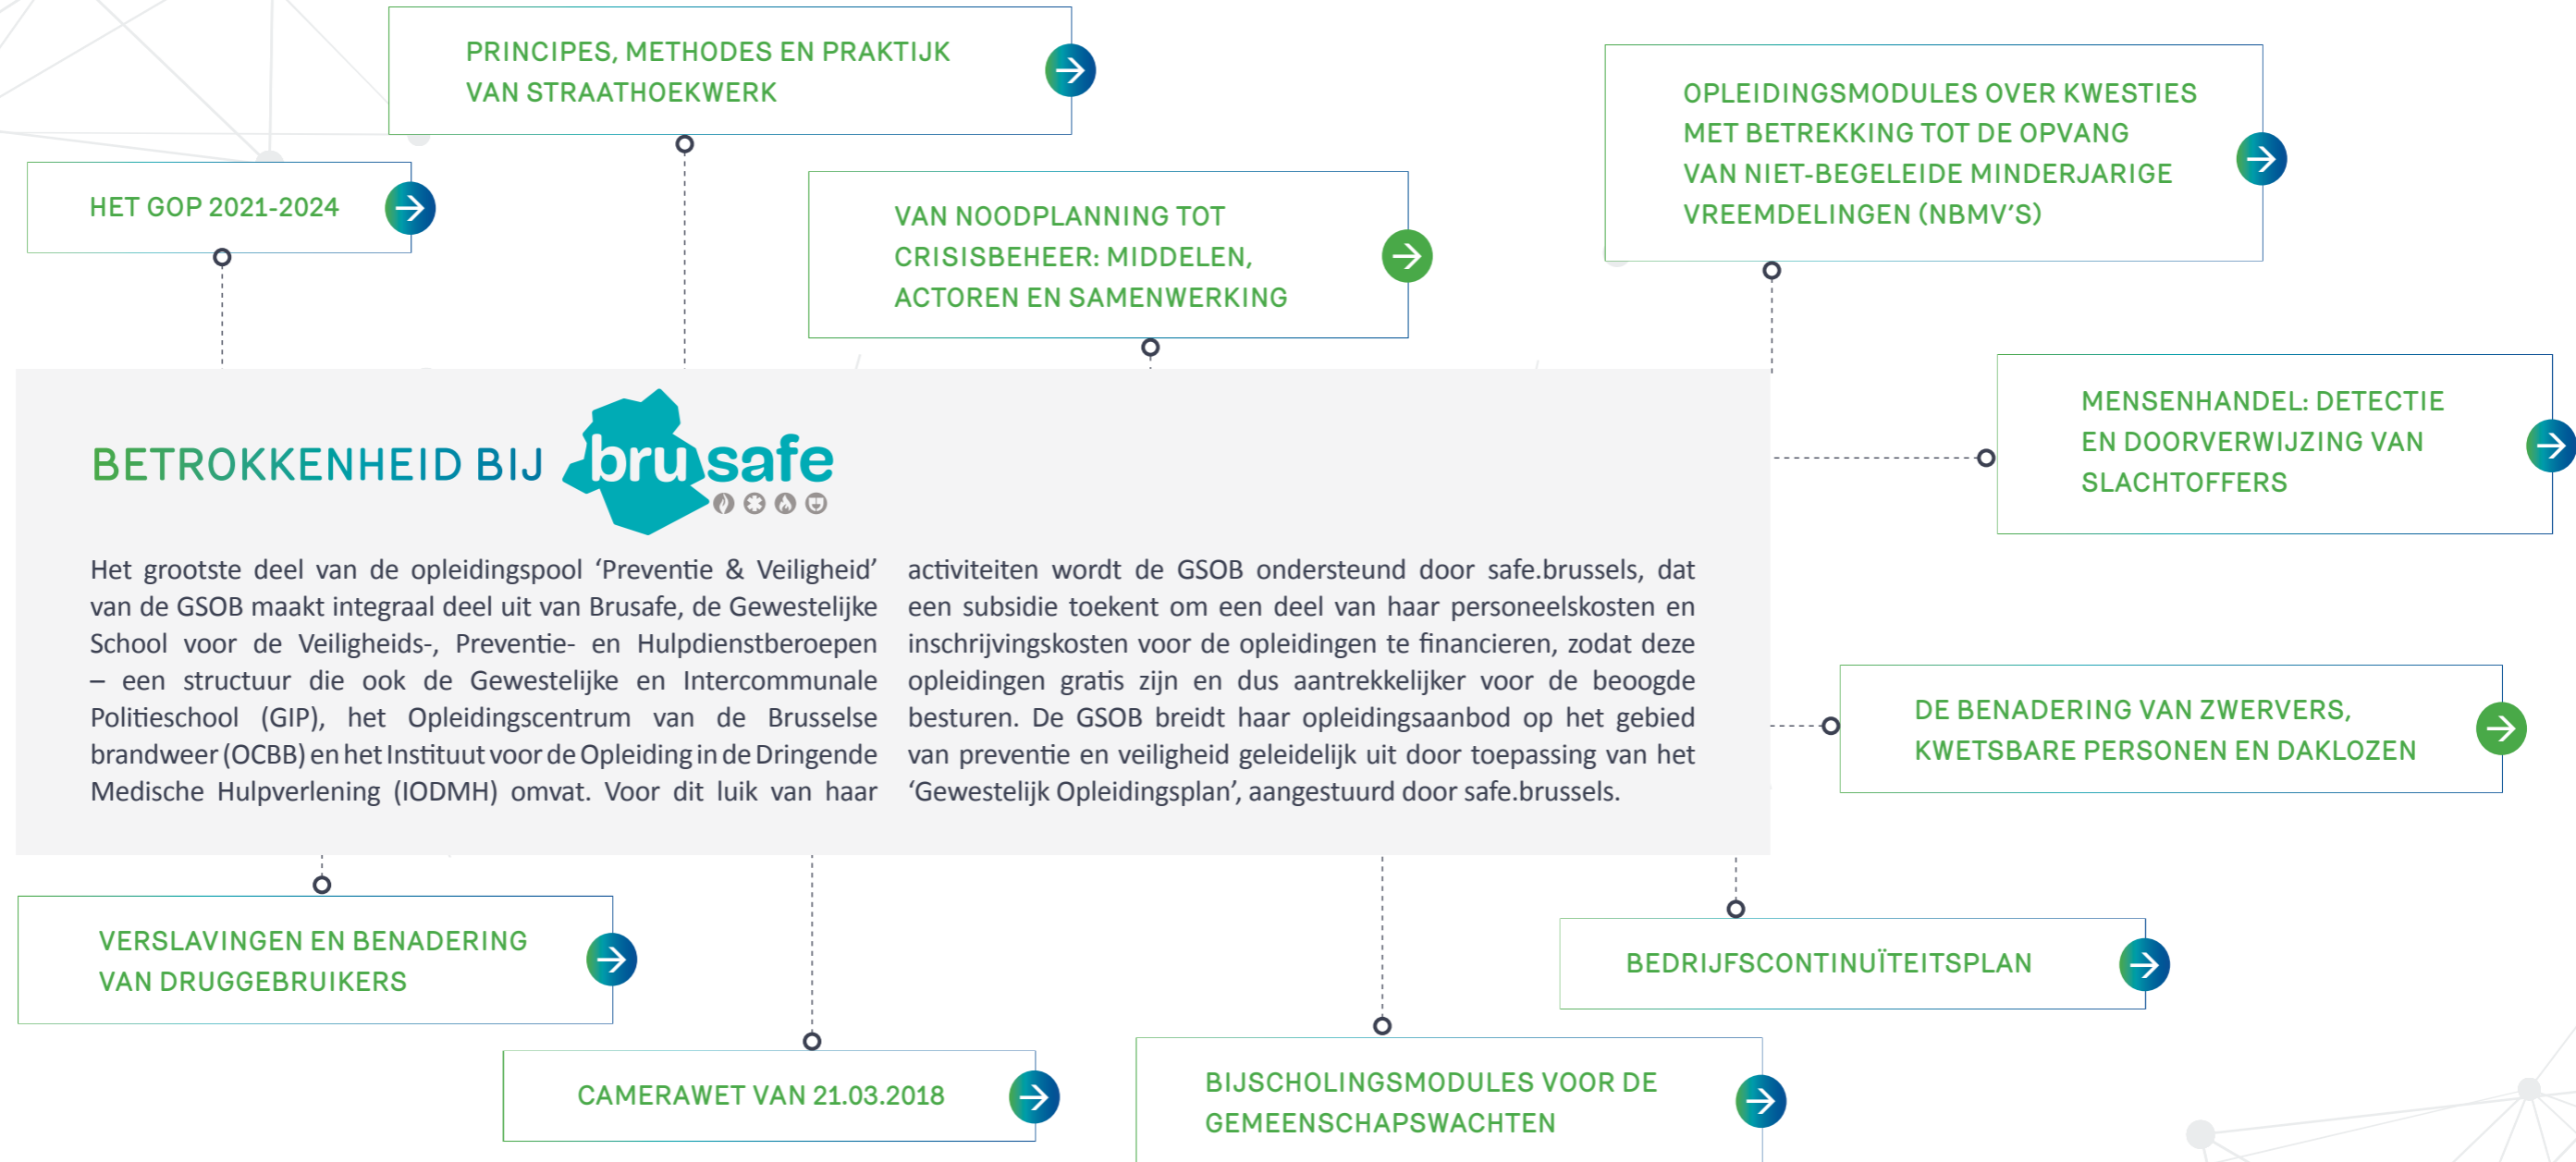 PRINCIPES, METHODES EN PRAKTIJK
VAN STRAATHOEKWERK
OPLEIDINGSMODULES OVER KWESTIES
MET BETREKKING TOT DE OPVANG
VAN NIET-BEGELEIDE MINDERJARIGE
VREEMDELINGEN (NBMV’S)
HET GOP 2021-2024
VAN NOODPLANNING TOT
CRISISBEHEER: MIDDELEN,
ACTOREN EN SAMENWERKING
MENSENHANDEL: DETECTIE
EN DOORVERWIJZING VAN
SLACHTOFFERS
BETROKKENHEID BIJ brusafe
Het grootste deel van de opleidingspool ‘Preventie & Veiligheid’
van de GSOB maakt integraal deel uit van Brusafe, de Gewestelijke
School voor de Veiligheids-, Preventie- en Hulpdienstberoepen
– een structuur die ook de Gewestelijke en Intercommunale
Politieschool (GIP), het Opleidingscentrum van de Brusselse
brandweer (OCBB) en het Instituut voor de Opleiding in de Dringende
Medische Hulpverlening (IODMH) omvat. Voor dit luik van haar
activiteiten wordt de GSOB ondersteund door safe.brussels, dat
een subsidie toekent om een deel van haar personeelskosten en
inschrijvingskosten voor de opleidingen te financieren, zodat deze
opleidingen gratis zijn en dus aantrekkelijker voor de beoogde
besturen. De GSOB breidt haar opleidingsaanbod op het gebied
van preventie en veiligheid geleidelijk uit door toepassing van het
‘Gewestelijk Opleidingsplan’, aangestuurd door safe.brussels.
DE BENADERING VAN ZWERVERS,
KWETSBARE PERSONEN EN DAKLOZEN
VERSLAVINGEN EN BENADERING
VAN DRUGGEBRUIKERS
BEDRIJFSCONTINUÏTEITSPLAN
CAMERAWET VAN 21.03.2018
BIJSCHOLINGSMODULES VOOR DE
GEMEENSCHAPSWACHTEN